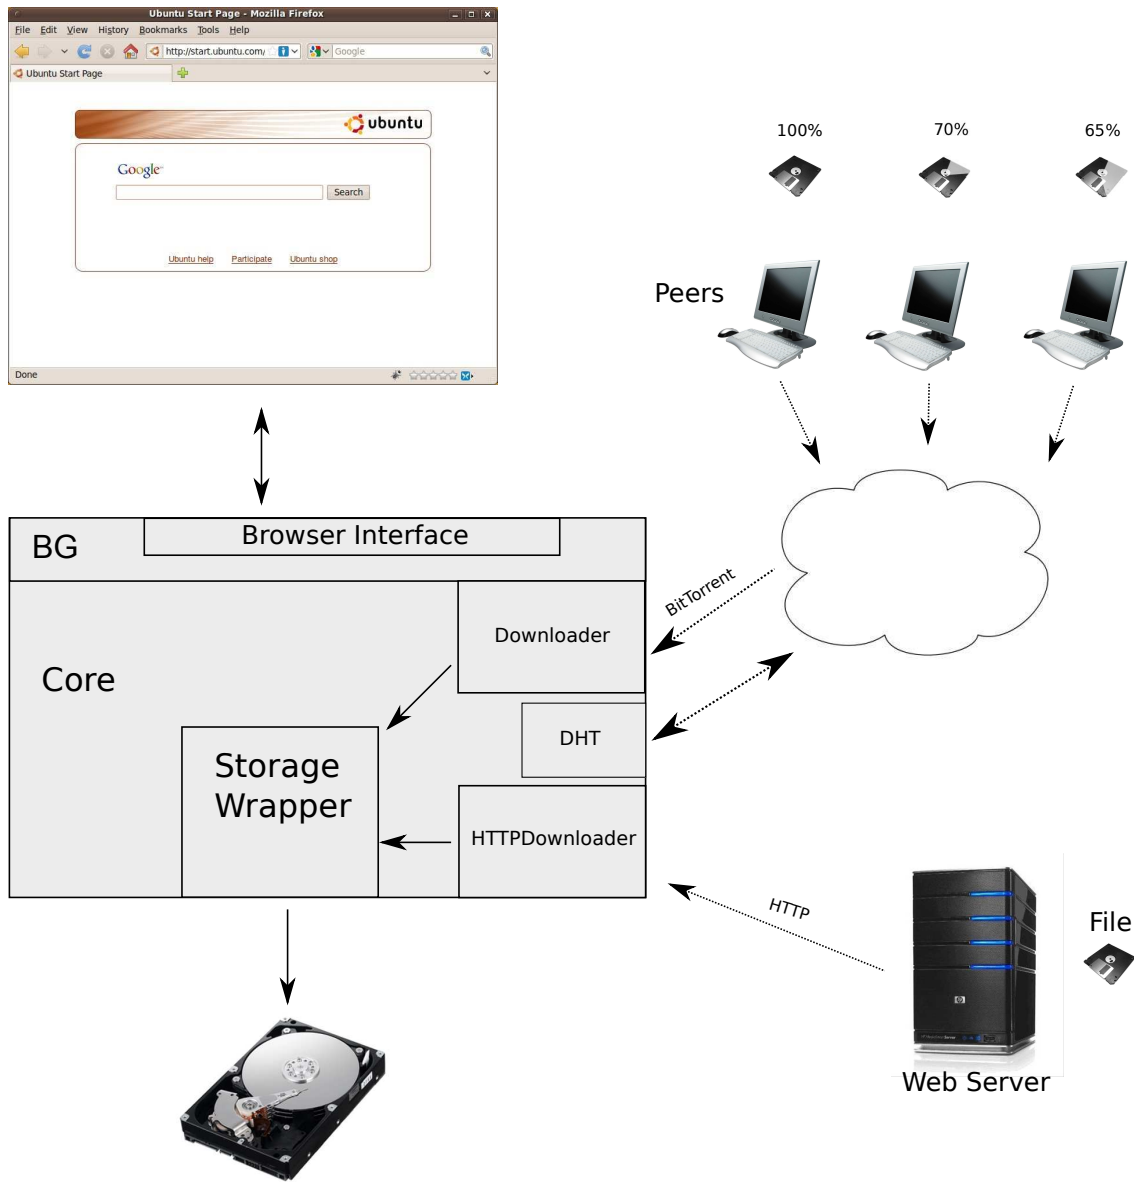 Ubuntu Start Page - Mozilla Firefox
File Edit View History Bookmarks Tools Help
http://start.ubuntu.com/ Google
Ubuntu Start Page
ubuntu
Google
Search
Ubuntu help Participate Ubuntu shop
Done
100% 70% 65%
Peers
BG
Browser Interface
Core
Downloader
BitTorrent
DHT
Storage
Wrapper
HTTPDownloader
HTTP
File
Web Server